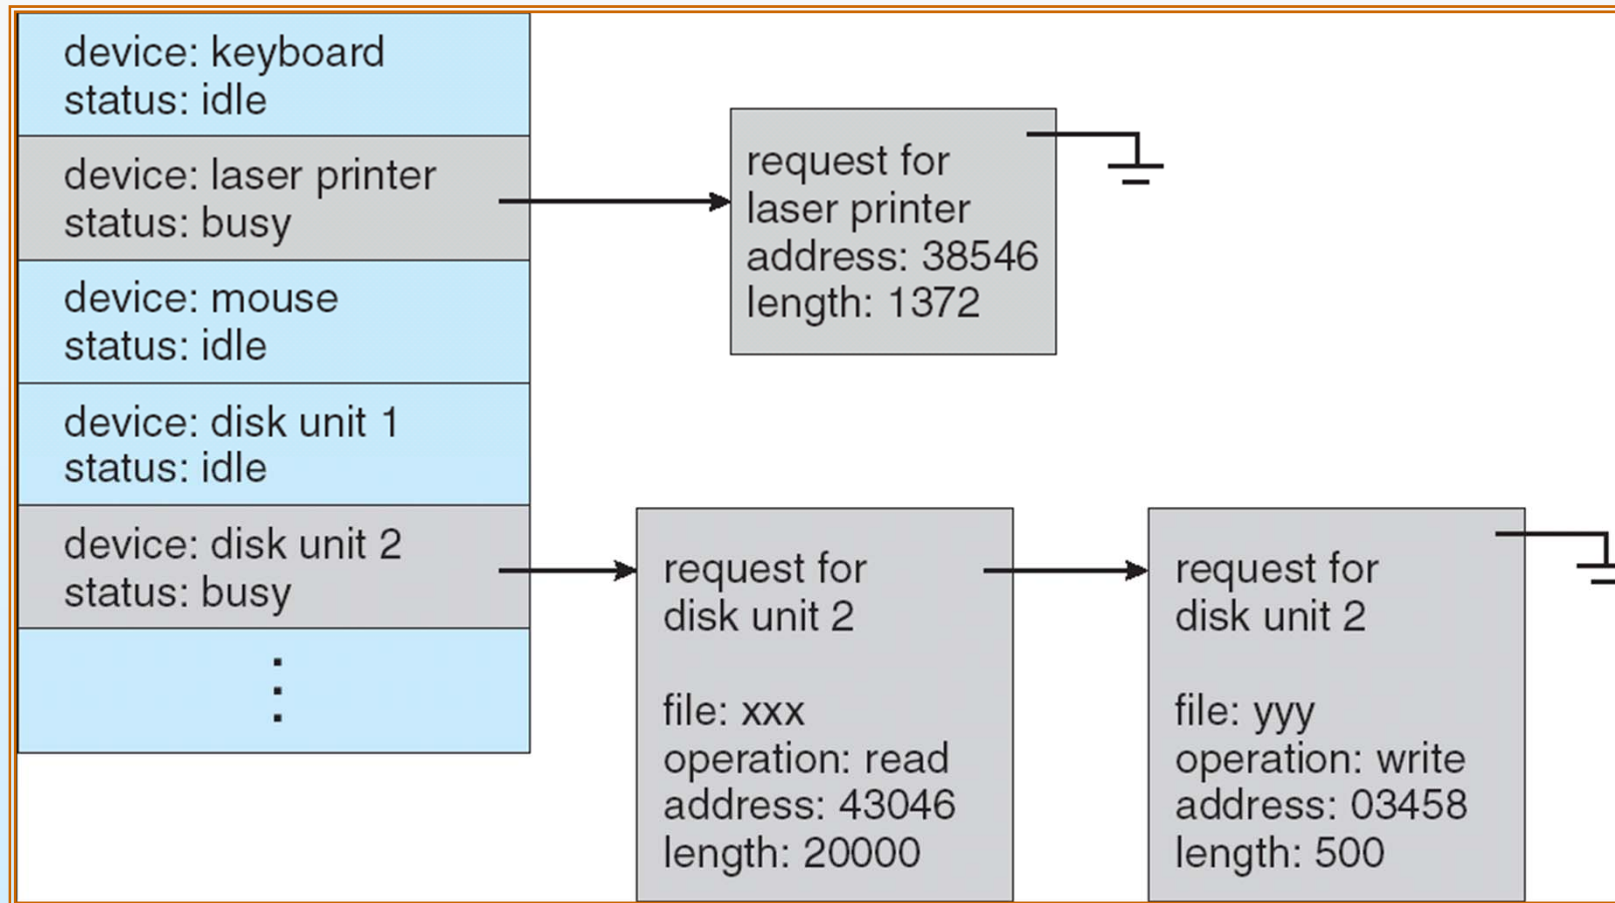 device: keyboard
status: idle
device: laser printer
status: busy
device: mouse
status: idle
device: disk unit 1
status: idle
device: disk unit 2
status: busy
request for
laser printer
address: 38546
length: 1372
request for
disk unit 2
file: xxx
operation: read
address: 43046
length: 20000
request for
disk unit 2
file: yyy
operation: write
address: 03458
length: 500